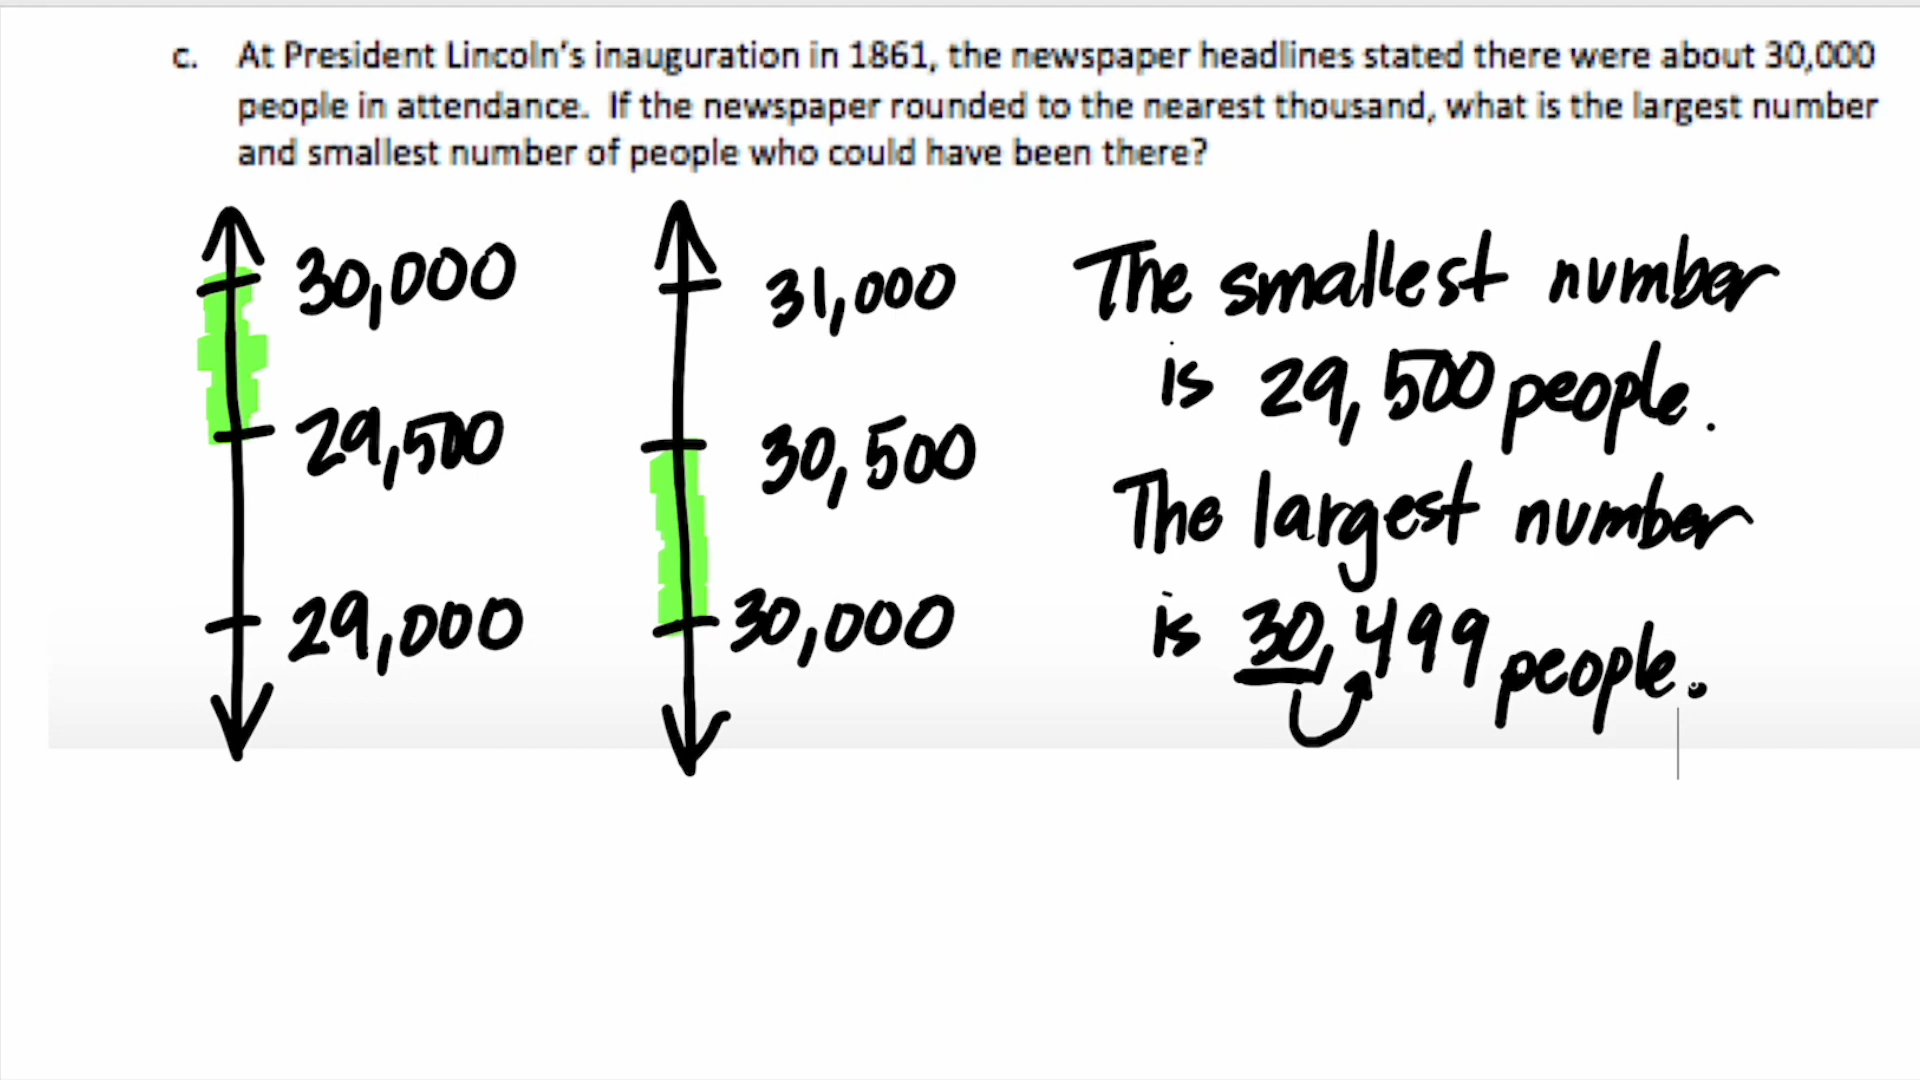 c. At President Lincoln's inauguration in 1861, the newspaper headlines stated there were about 30,000
people in attendance. If the newspaper rounded to the nearest thousand, what is the largest number
and smallest number of people who could have been there?
30,000
29,500
29,000
31,000
30,500
30,000
The smallest number
is 29,500 people.
The largest number
is 30,499 people.